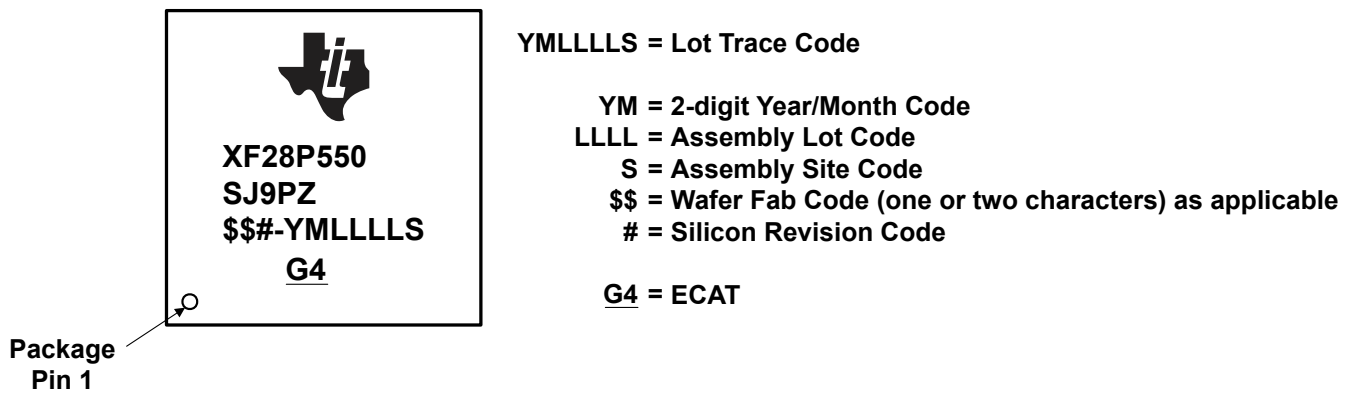 XF28P550
SJ9PZ
$$#-YMLLLLS
G4
Package
Pin 1
YMLLLLS = Lot Trace Code
YM = 2-digit Year/Month Code
LLLL = Assembly Lot Code
S = Assembly Site Code
$$ = Wafer Fab Code (one or two characters) as applicable
# = Silicon Revision Code
G4 = ECAT